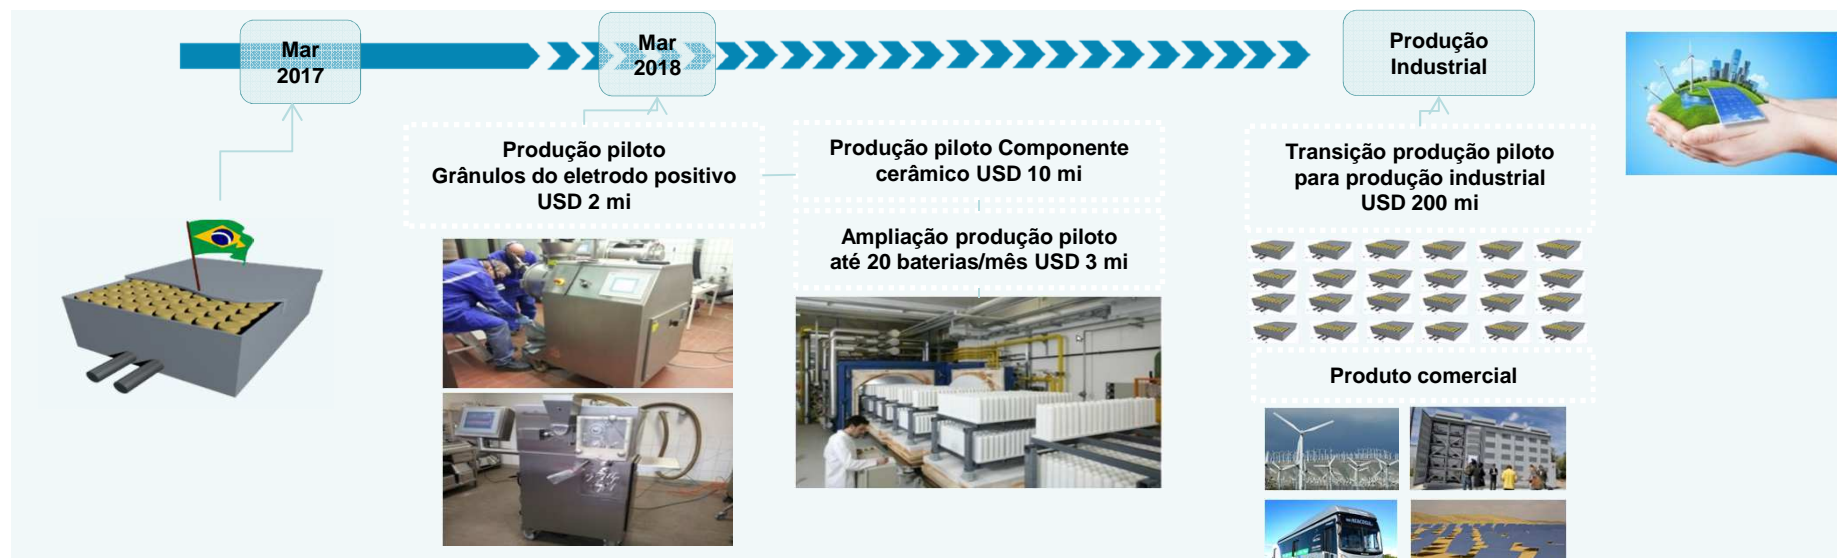 Mar
2017
Mar
2018
Produção
Industrial
Produção piloto
Grânulos do eletrodo positivo
USD 2 mi
Produção piloto Componente
cerâmico USD 10 mi
Ampliação produção piloto
até 20 baterias/mês USD 3 mi
Transição produção piloto
para produção industrial
USD 200 mi
Produto comercial